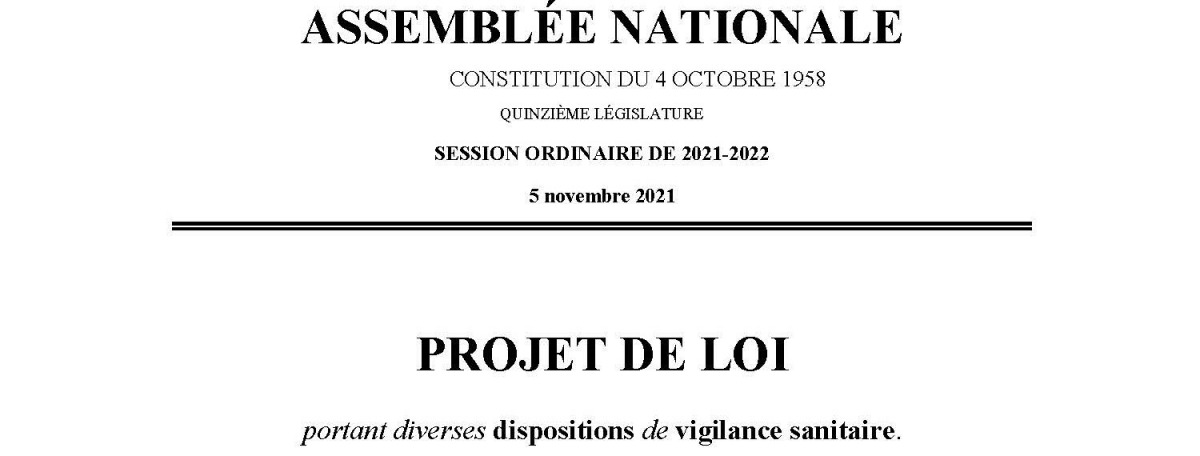 ASSEMBLÉE NATIONALE
CONSTITUTION DU 4 OCTOBRE 1958
QUINZIÈME LÉGISLATURE
SESSION ORDINAIRE DE 2021-2022
5 novembre 2021
PROJET DE LOI
portant diverses dispositions de vigilance sanitaire.